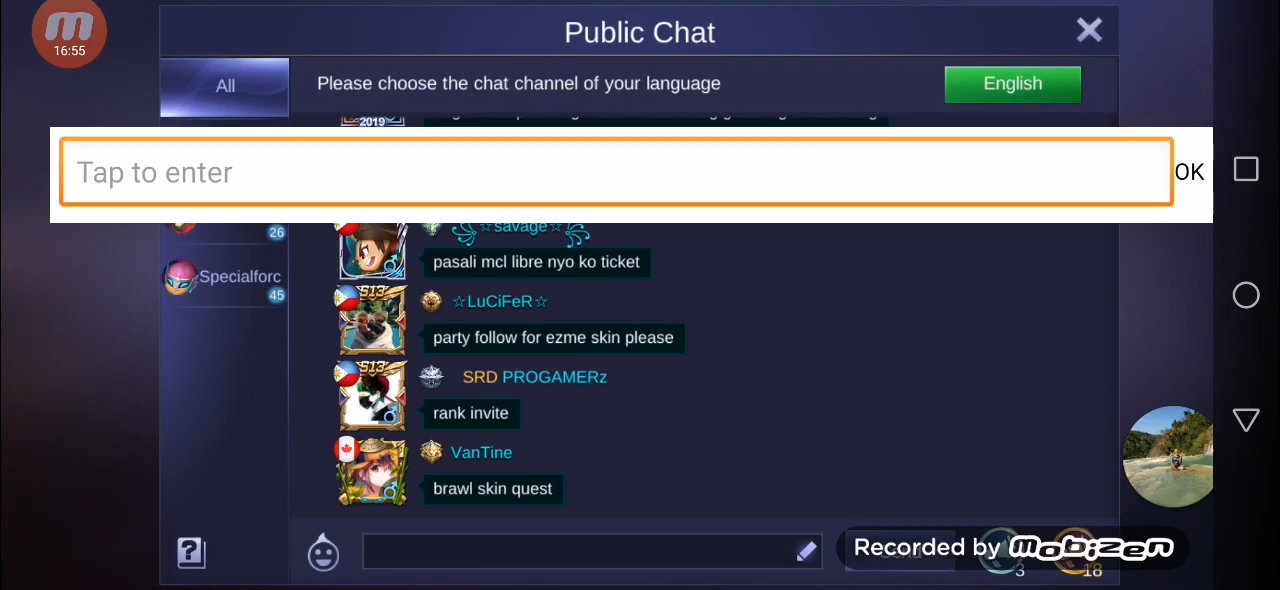 16:55
Public Chat
All
Please choose the chat channel of your language
English
2019
Tap to enter
OK
26
☆savage☆
pasali mcl libre nyo ko ticket
Specialforc
45
S13
☆LuCiFeR☆
party follow for ezme skin please
S13
SRD PROGAMERz
rank invite
VanTine
brawl skin quest
Recorded by mobizen
3
18